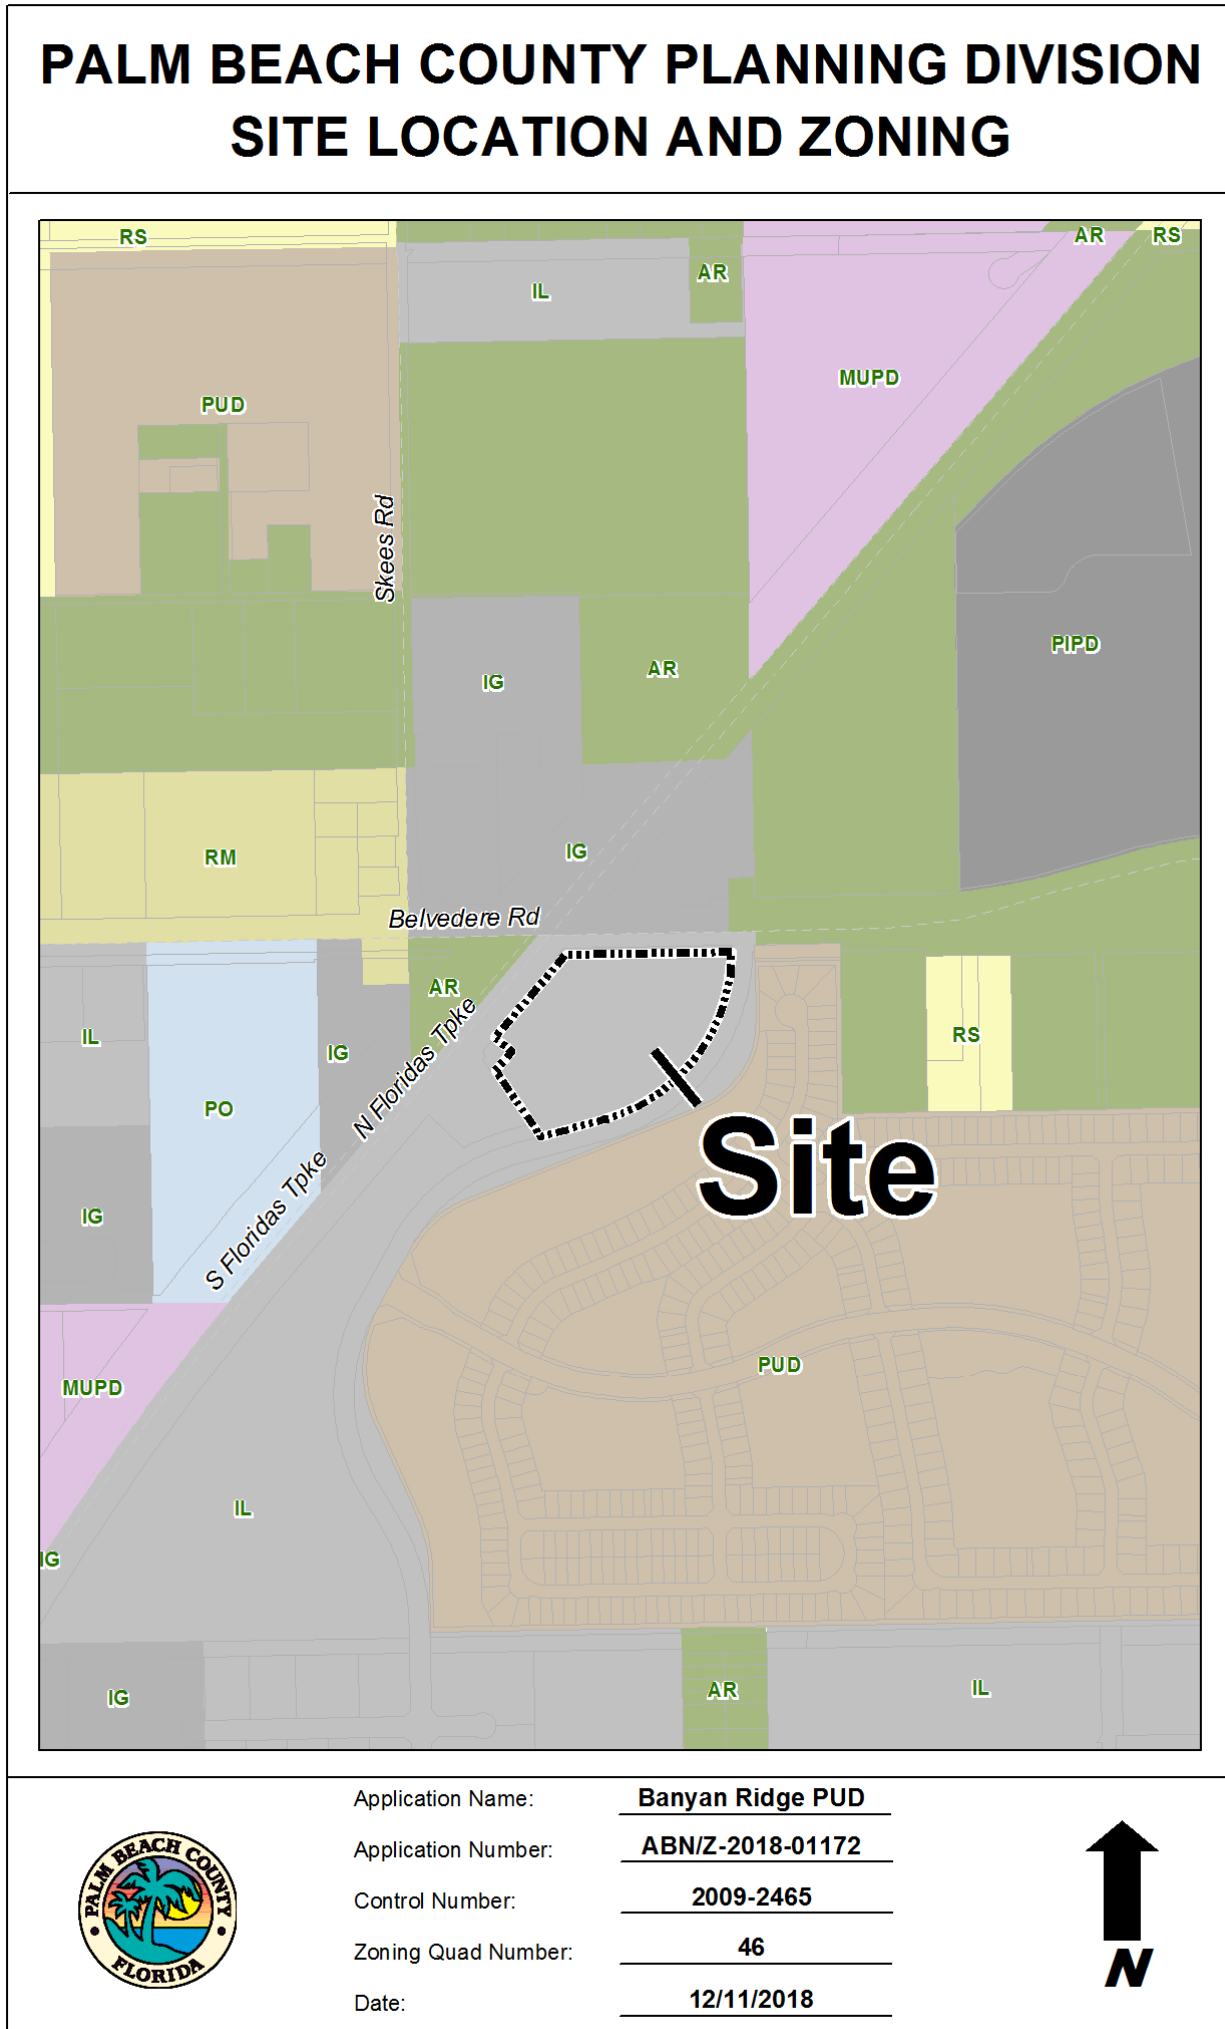 PALM BEACH COUNTY PLANNING DIVISION
SITE LOCATION AND ZONING
RS
AR
RS
AR
IL
MUPD
PUD
Skees Rd
PIPD
AR
IG
IG
RM
Belvedere Rd
AR
N Floridas Tpke
IL
IG
RS
PO
Site
S Floridas Tpke
IG
PUD
MUPD
IL
IG
IG
AR
IL
Application Name: Banyan Ridge PUD
Application Number: ABN/Z-2018-01172
Control Number: 2009-2465
Zoning Quad Number: 46
Date: 12/11/2018
PALM BEACH COUNTY
FLORIDA
N